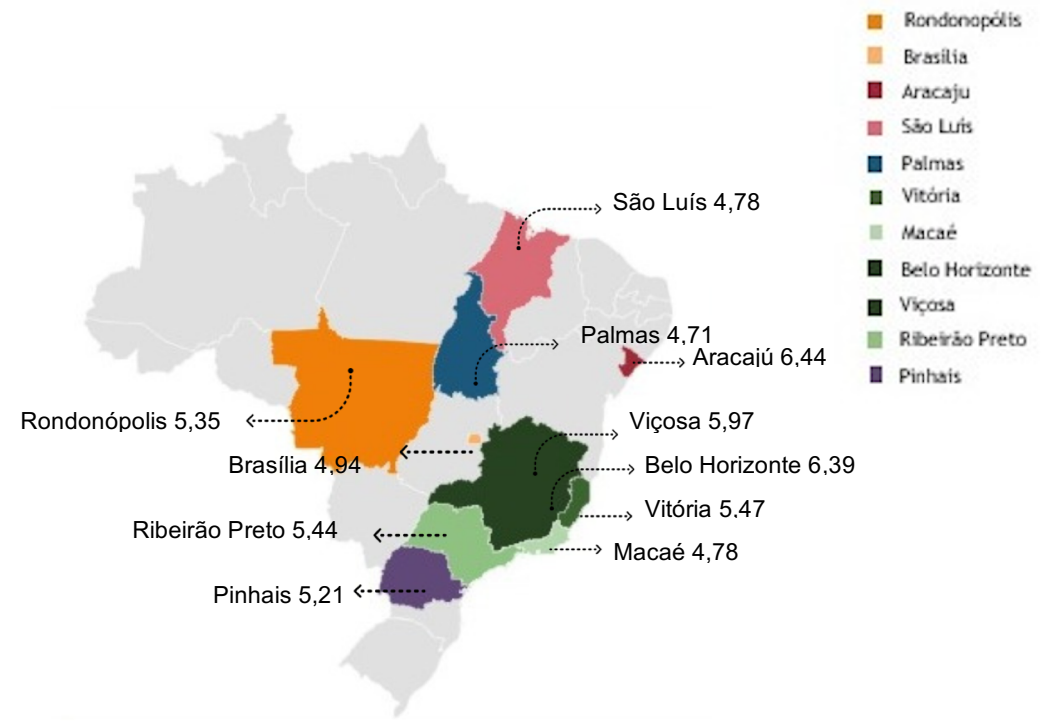 Rondonopólis
Brasília
Aracaju
São Luís
Palmas
Vitória
Macaé
Belo Horizonte
Viçosa
Ribeirão Preto
Pinhais
São Luís 4,78
Palmas 4,71
Aracajú 6,44
Rondonópolis 5,35
Viçosa 5,97
Brasília 4,94
Belo Horizonte 6,39
Vitória 5,47
Ribeirão Preto 5,44
Macaé 4,78
Pinhais 5,21